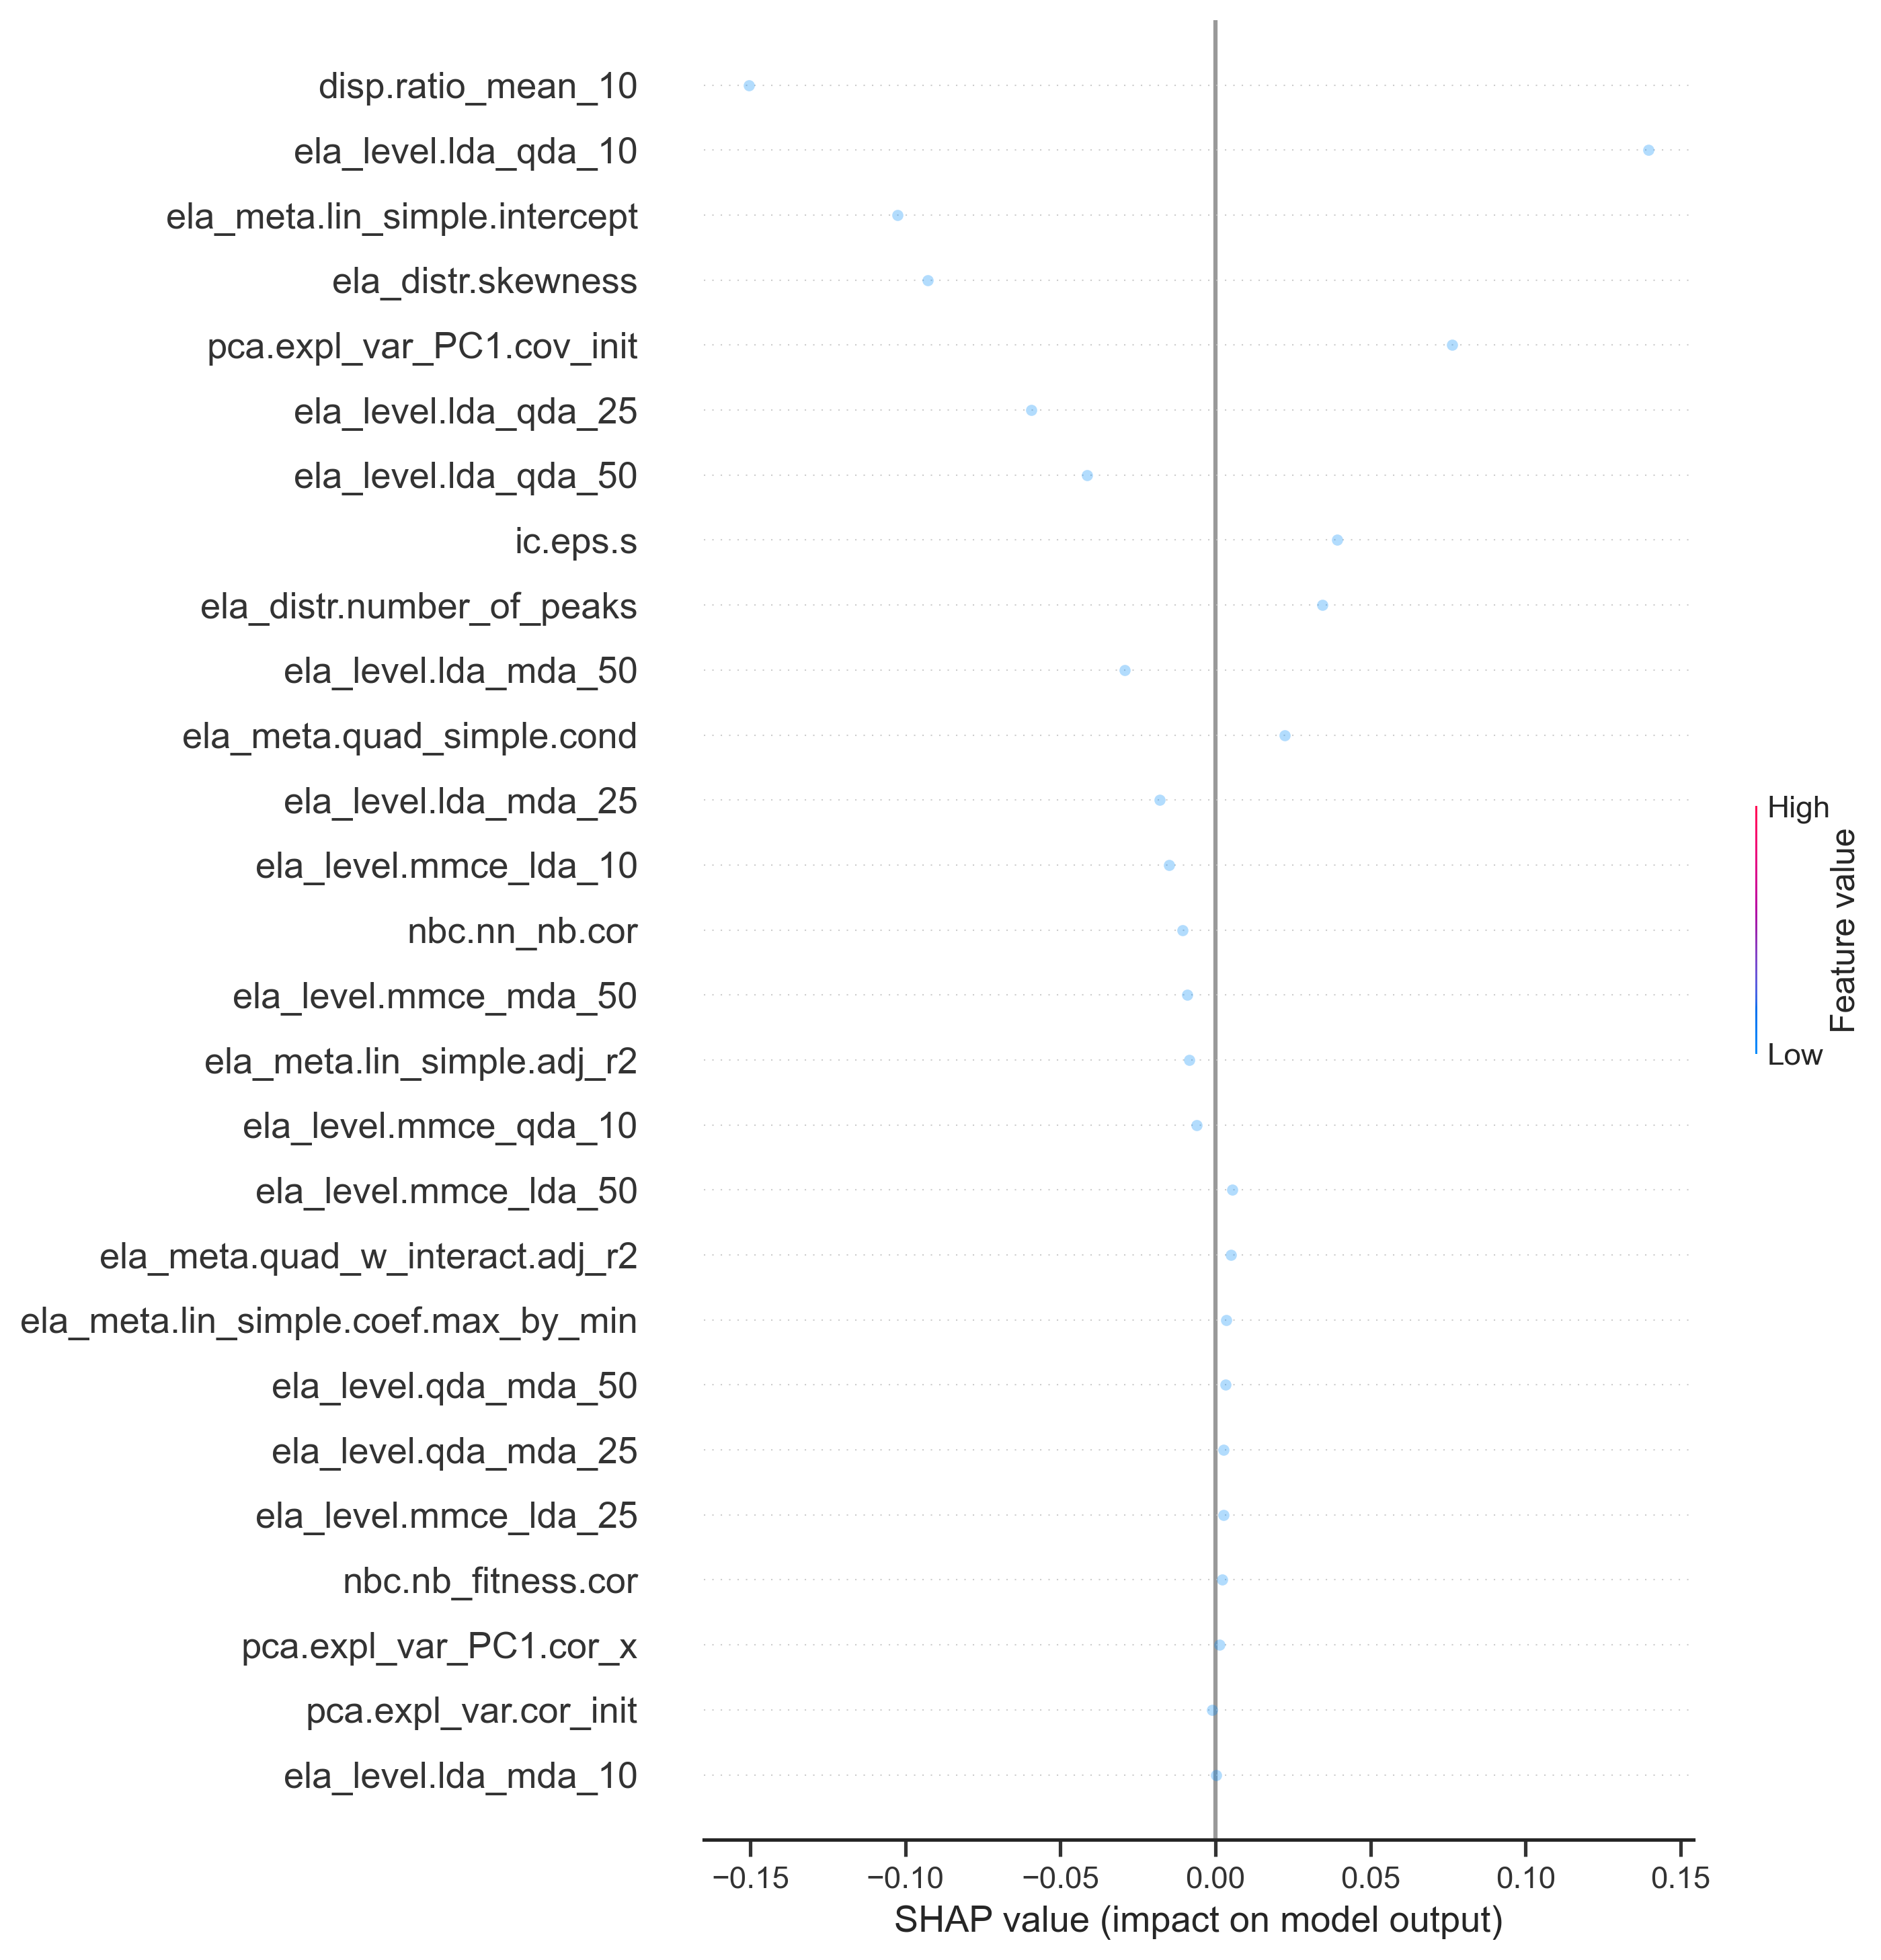 disp.ratio_mean_10
ela_level.lda_qda_10
ela_meta.lin_simple.intercept
ela_distr.skewness
pca.expl_var_PC1.cov_init
ela_level.lda_qda_25
ela_level.lda_qda_50
ic.eps.s
ela_distr.number_of_peaks
ela_level.lda_mda_50
ela_meta.quad_simple.cond
ela_level.lda_mda_25
ela_level.mmce_lda_10
nbc.nn_nb.cor
ela_level.mmce_mda_50
ela_meta.lin_simple.adj_r2
ela_level.mmce_qda_10
ela_level.mmce_lda_50
ela_meta.quad_w_interact.adj_r2
ela_meta.lin_simple.coef.max_by_min
ela_level.qda_mda_50
ela_level.qda_mda_25
ela_level.mmce_lda_25
nbc.nb_fitness.cor
pca.expl_var_PC1.cor_x
pca.expl_var.cor_init
ela_level.lda_mda_10
−0.15 −0.10 −0.05 0.00 0.05 0.10 0.15
SHAP value (impact on model output)
High
Feature value
Low